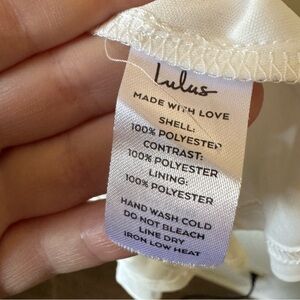 Lulus
MADE WITH LOVE
SHELL:
100% POLYESTER
CONTRAST:
100% POLYESTER
LINING:
100% POLYESTER
HAND WASH COLD
DO NOT BLEACH
LINE DRY
IRON LOW HEAT